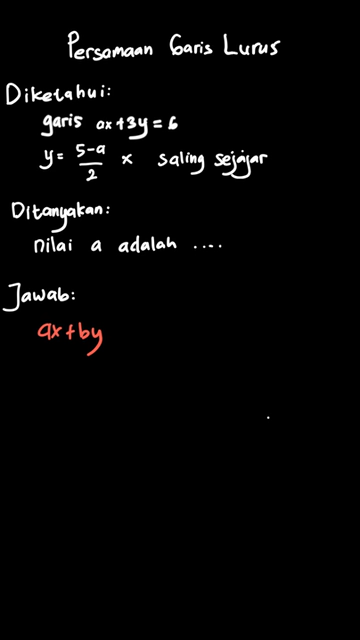 Persamaan Garis Lurus
Diketahui:
garis ax+3y=6
y= 5-a/2 x saling sejajar
Ditanyakan:
nilai a adalah ....
Jawab:
ax+by